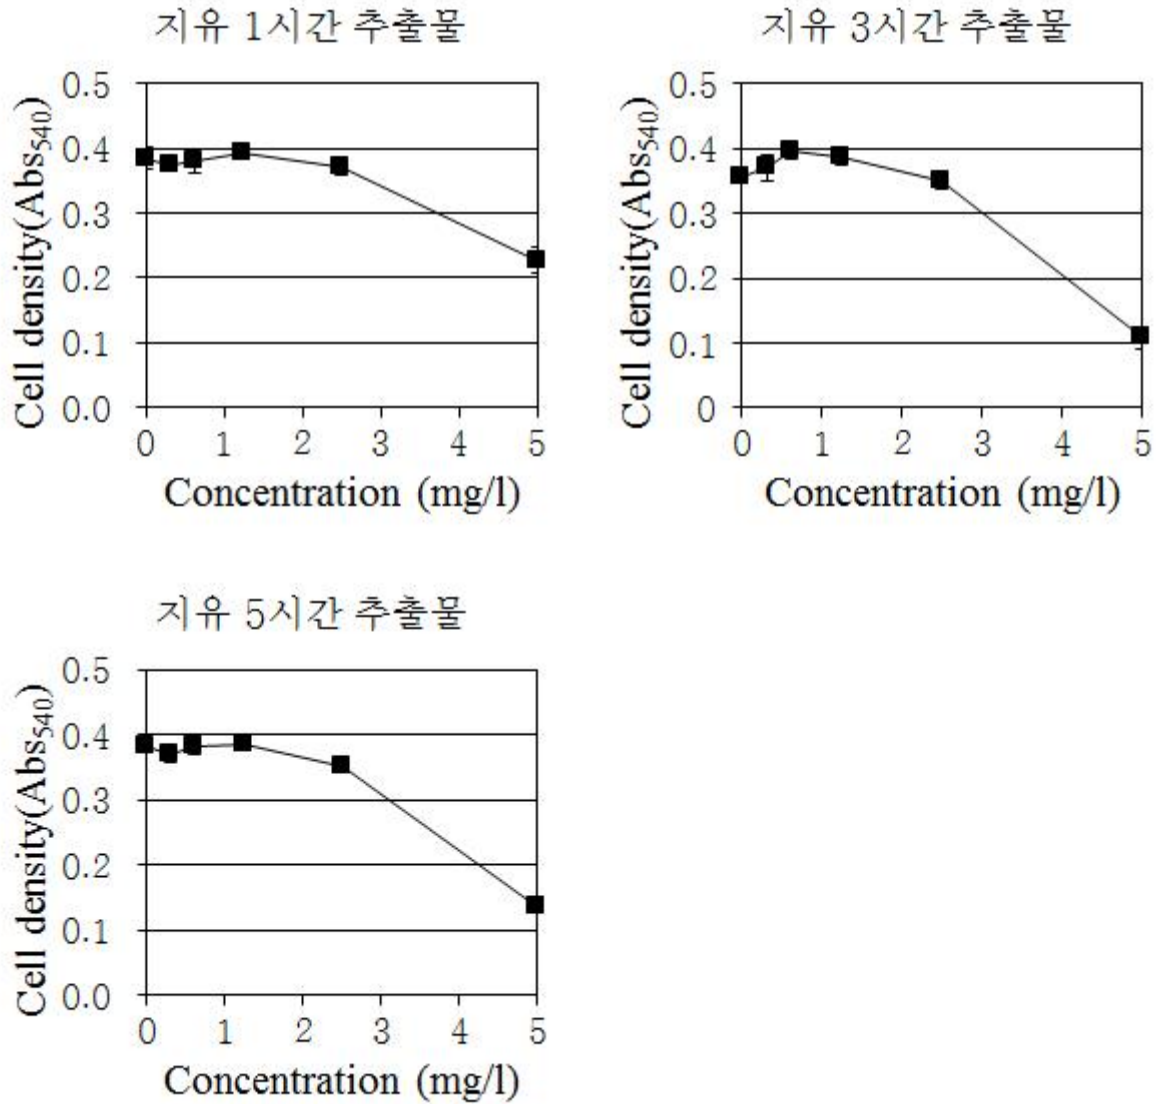 지유 1시간 추출물
Cell density(Abs540)
0.5
0.4
0.3
0.2
0.1
0.0
0 1 2 3 4 5
Concentration (mg/l)
지유 3시간 추출물
Cell density(Abs540)
0.5
0.4
0.3
0.2
0.1
0
0 1 2 3 4 5
Concentration (mg/l)
지유 5시간 추출물
Cell density(Abs540)
0.5
0.4
0.3
0.2
0.1
0.0
0 1 2 3 4 5
Concentration (mg/l)